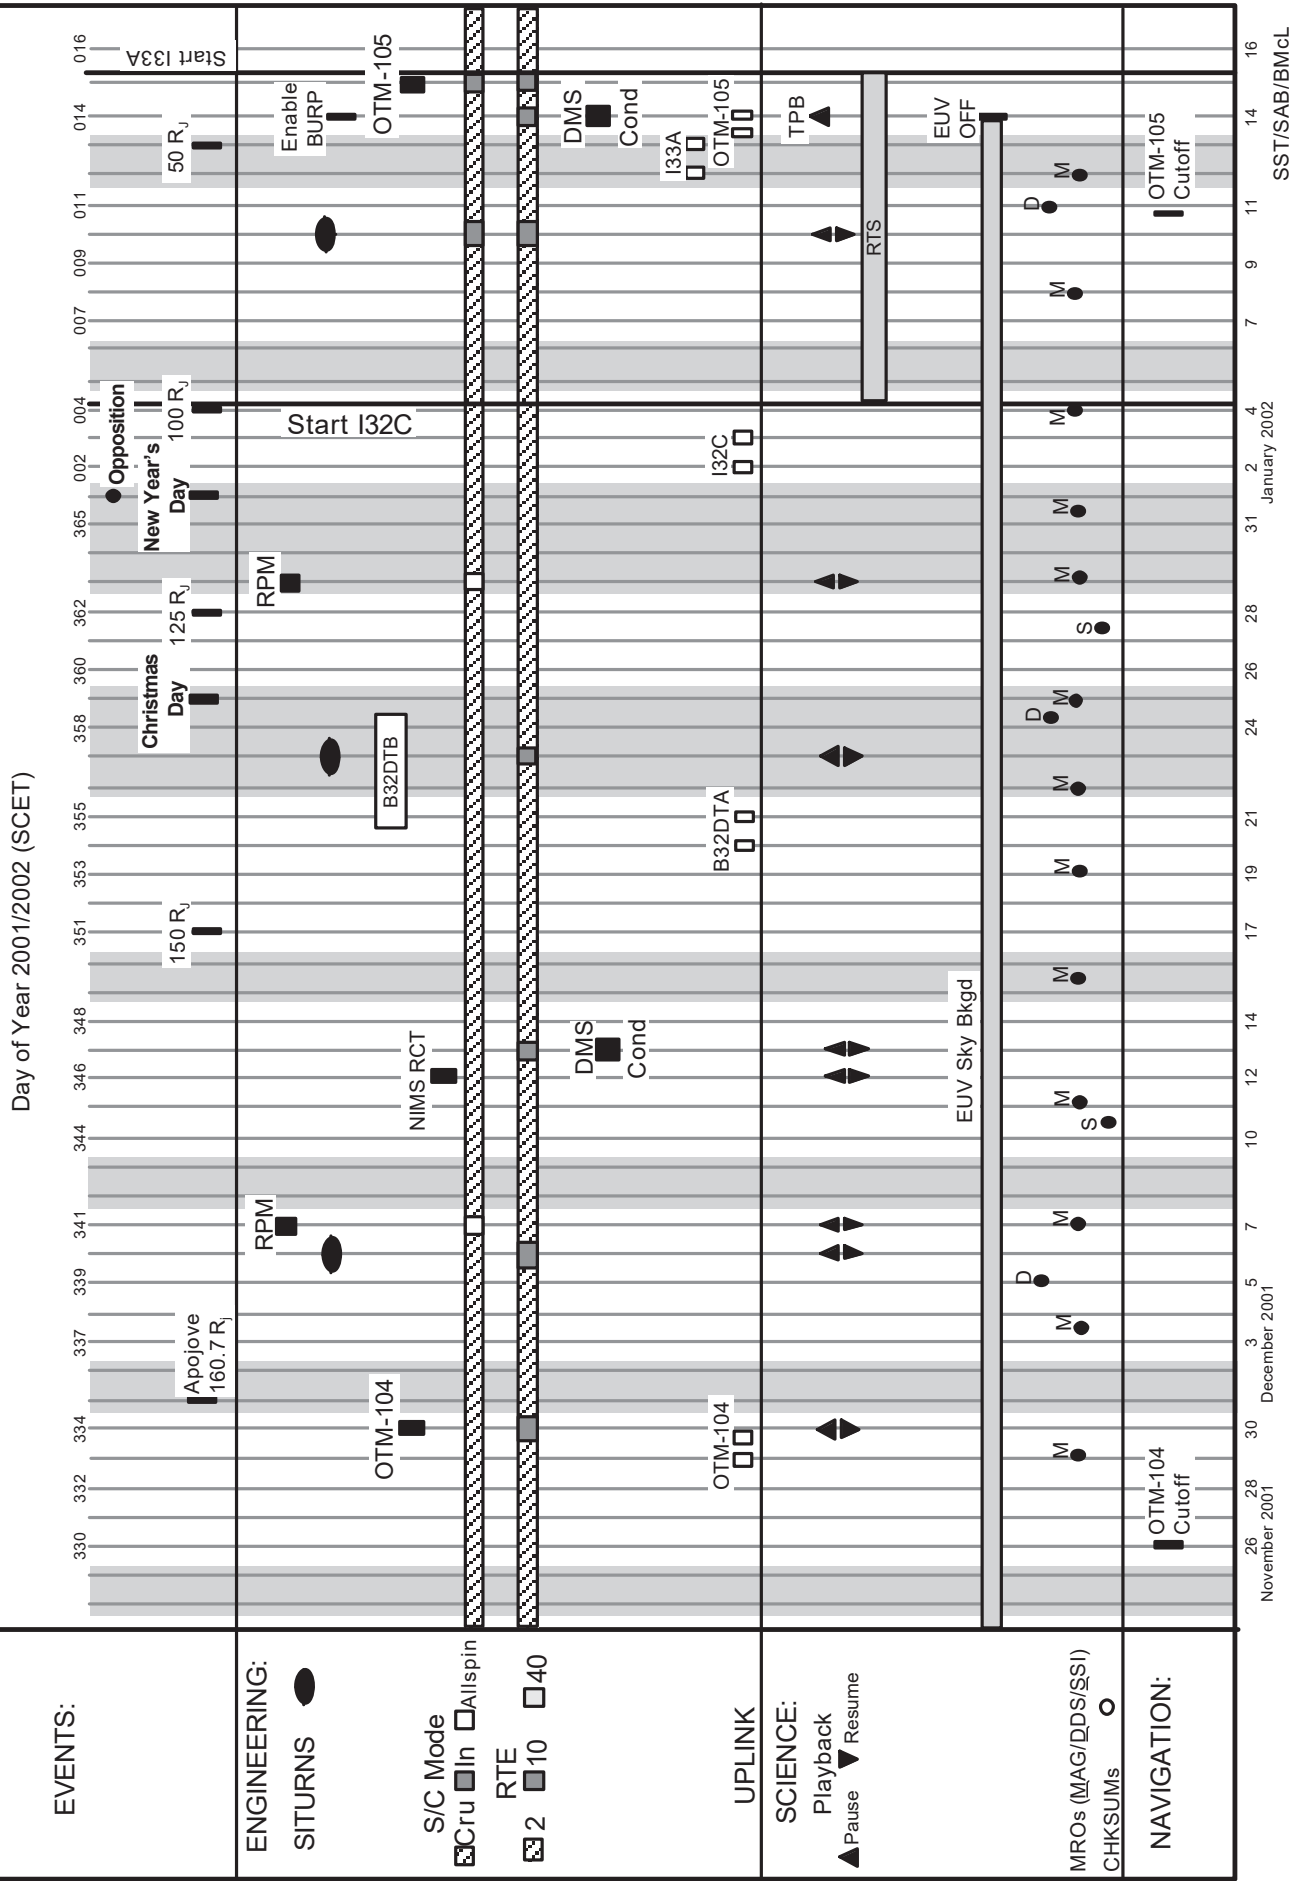 Day of Year 2001/2002 (SCET)
330 332 334 337 339 341 344 346 348 351 353 355 358 360 362 365 002 004 007 009 011 014 016
EVENTS:
Apojove
160.7 Rj
150 RJ
Christmas
Day
125 RJ
Opposition
New Year's
Day
100 RJ
50 RJ
Start I33A
ENGINEERING:
SITURNS
RPM
RPM
Start I32C
Enable
BURP
OTM-104
B32DTB
OTM-105
NIMS RCT
S/C Mode
Cru In Allspin
RTE
2 10 40
DMS
Cond
DMS
Cond
UPLINK
OTM-104
B32DTA
I32C
I33A
OTM-105
SCIENCE:
Playback
Pause Resume
TPB
RTS
EUV Sky Bkgd
EUV
OFF
D D D
M M M M M M M M M M M M M M
S S
MROs (MAG/DDS/SSI)
CHKSUMs
NAVIGATION:
OTM-104
Cutoff
OTM-105
Cutoff
26 28 30 3 5 7 10 12 14 17 19 21 24 26 28 31 2 4 7 9 11 14 16
November 2001 December 2001 January 2002
SST/SAB/BMcL